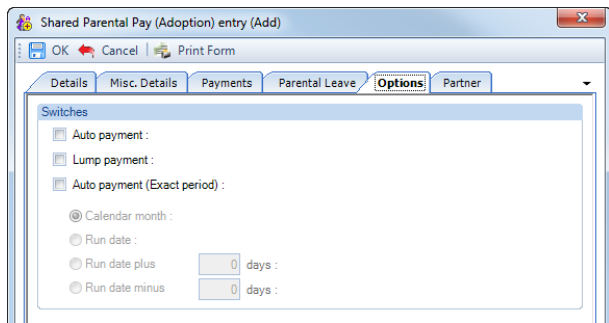 Shared Parental Pay (Adoption) entry (Add)
OK Cancel Print Form
Details Misc. Details Payments Parental Leave Options Partner
Switches
Auto payment :
Lump payment :
Auto payment (Exact period) :
Calendar month :
Run date :
Run date plus 0 days :
Run date minus 0 days :